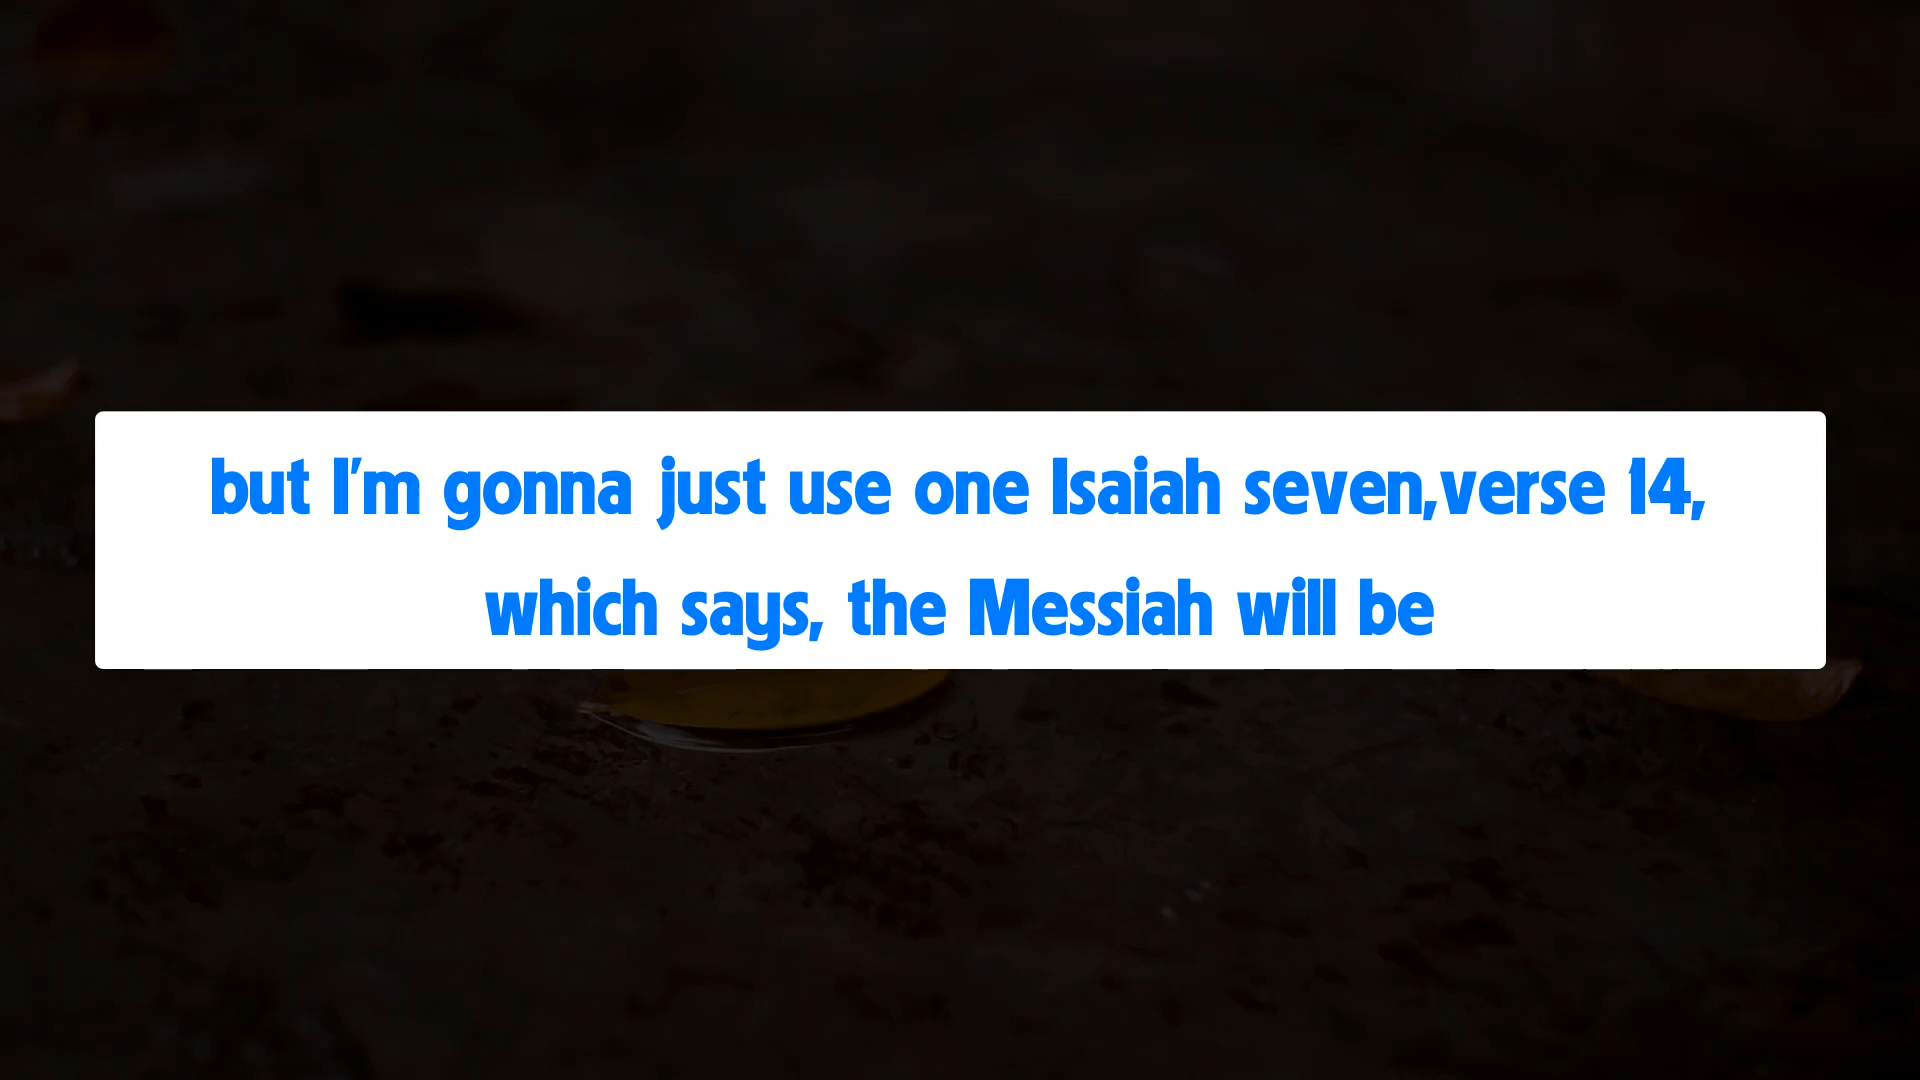 but I'm gonna just use one Isaiah seven,verse 14,
which says, the Messiah will be